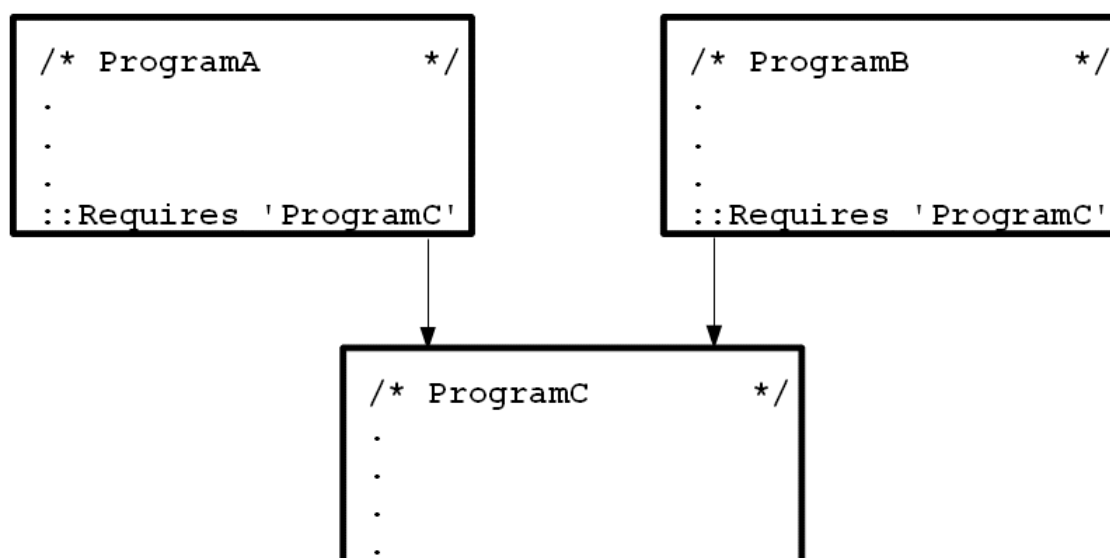 /* ProgramA */
.
.
.
::Requires 'ProgramC'
/* ProgramB */
.
.
.
::Requires 'ProgramC'
/* ProgramC */
.
.
.
.